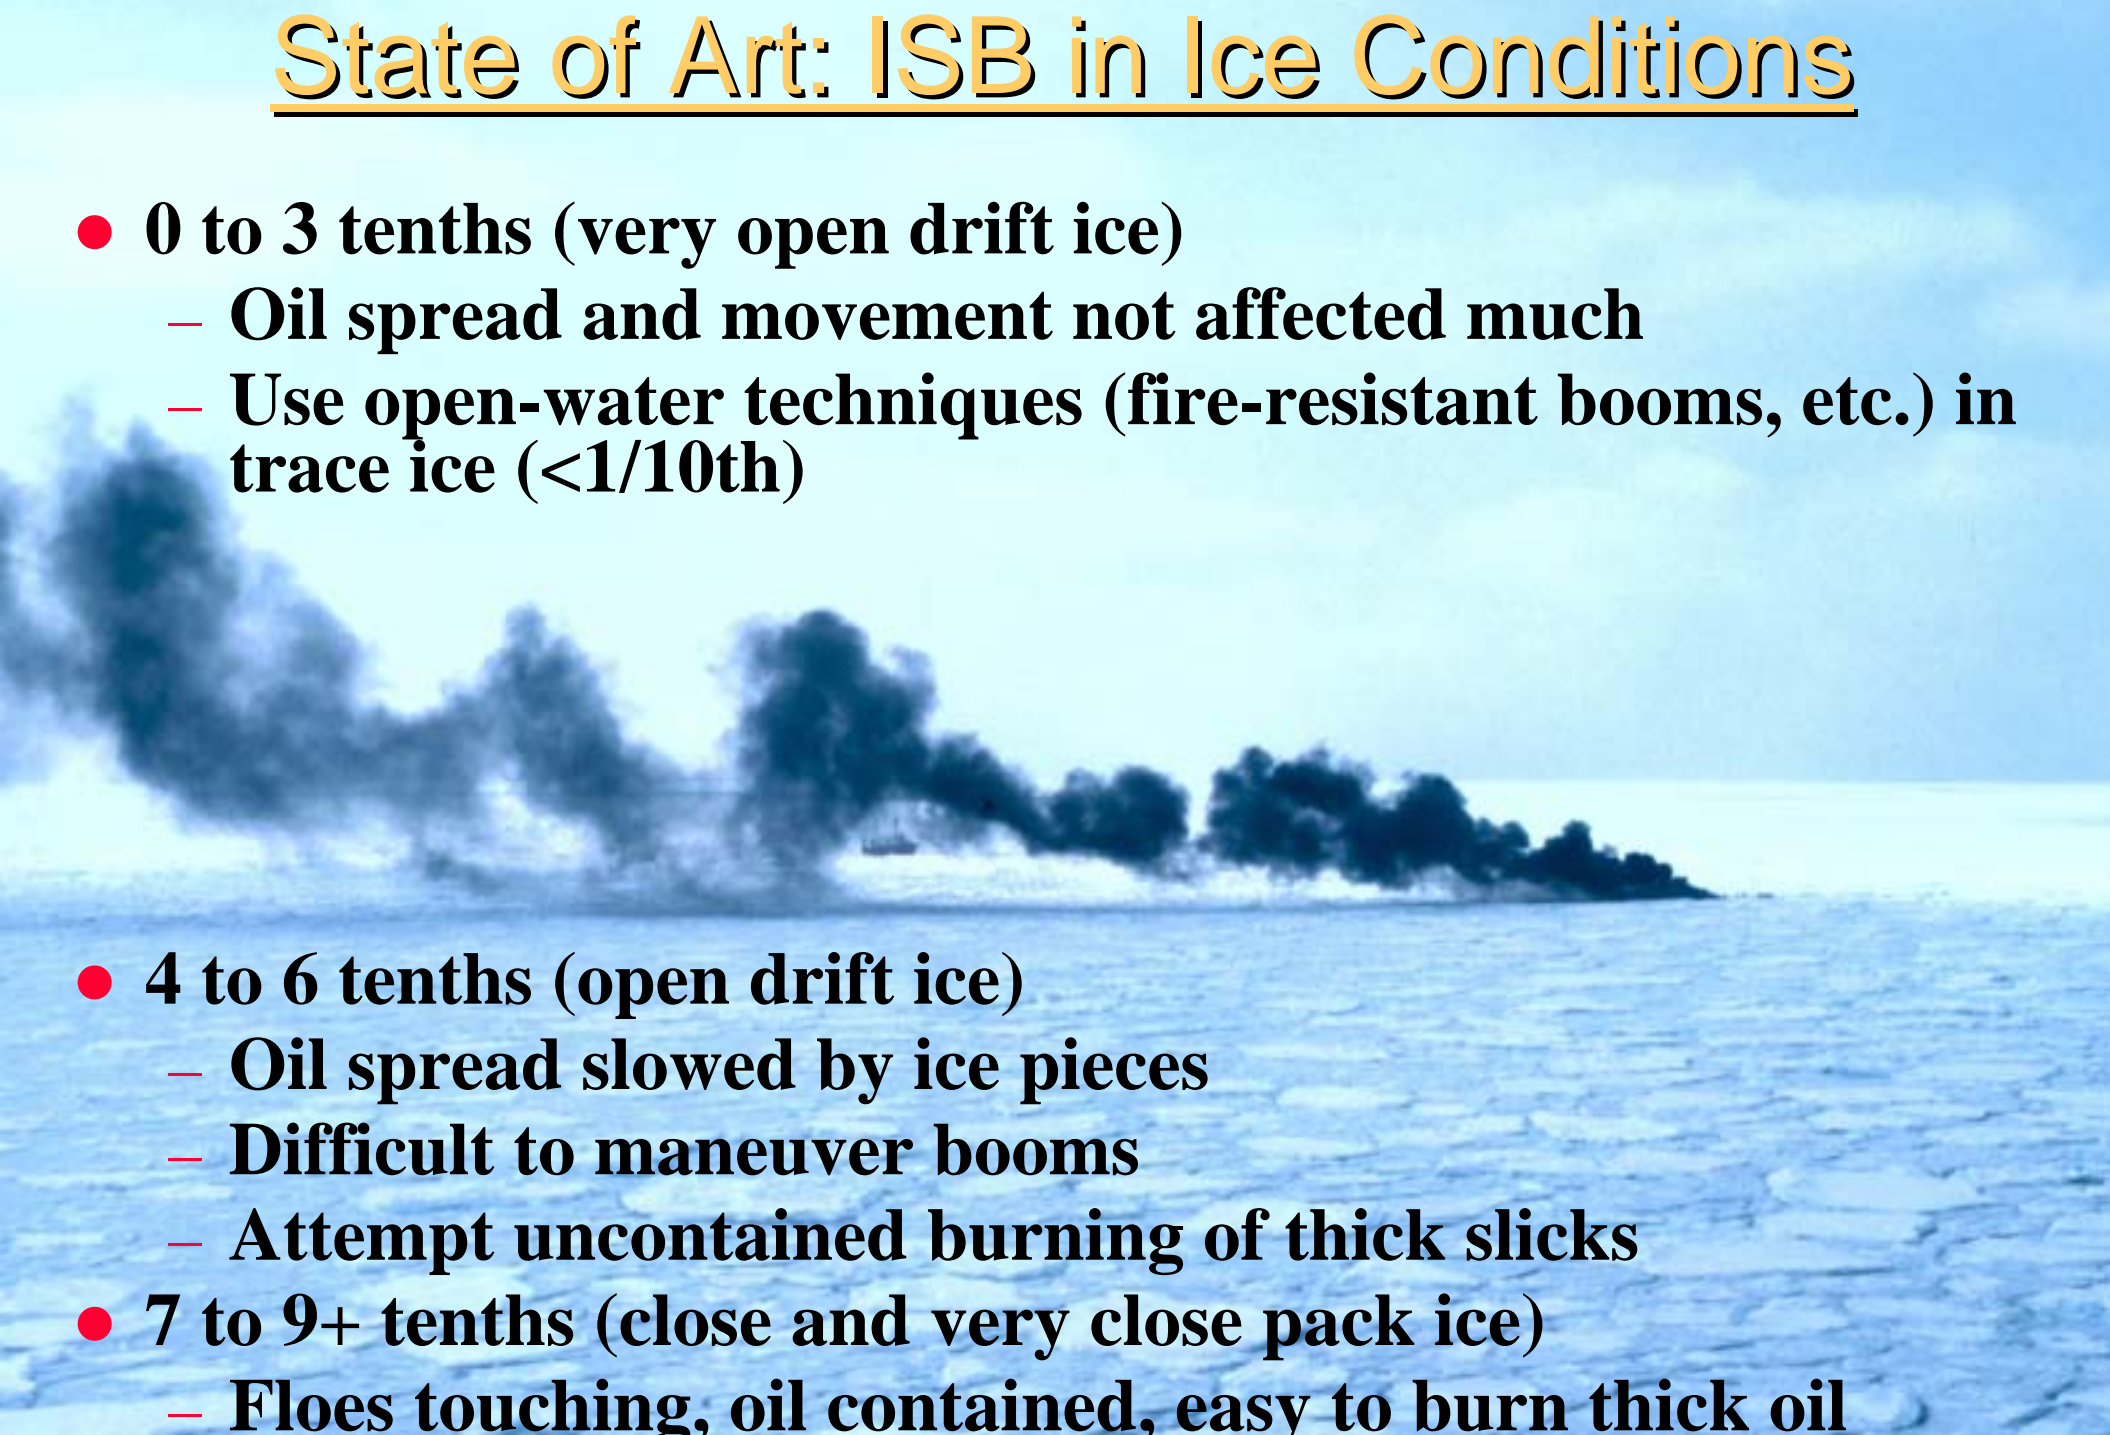 State of Art: ISB in Ice Conditions
● 0 to 3 tenths (very open drift ice)
– Oil spread and movement not affected much
– Use open-water techniques (fire-resistant booms, etc.) in
trace ice (<1/10th)
● 4 to 6 tenths (open drift ice)
– Oil spread slowed by ice pieces
– Difficult to maneuver booms
– Attempt uncontained burning of thick slicks
● 7 to 9+ tenths (close and very close pack ice)
– Floes touching, oil contained, easy to burn thick oil